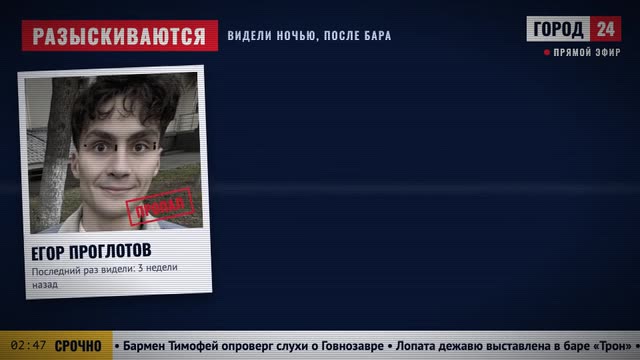 РАЗЫСКИВАЮТСЯ
ВИДЕЛИ НОЧЬЮ, ПОСЛЕ БАРА
ГОРОД 24
ПРЯМОЙ ЭФИР
ПРОПАЛ
ЕГОР ПРОГЛОТОВ
Последний раз видели: 3 недели
назад
02:47 СРОЧНО • Бармен Тимофей опроверг слухи о Говнозавре • Лопата дежавю выставлена в баре «Трон» •